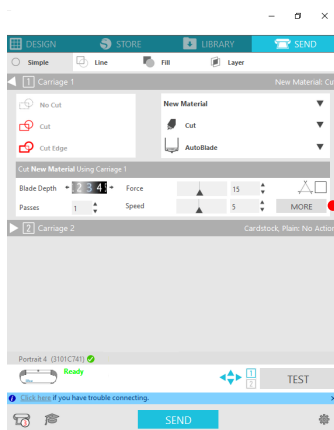 DESIGN STORE LIBRARY SEND
Simple Line Fill Layer
1 Carriage 1 New Material: Cu
No Cut New Material
Cut Cut
Cut Edge AutoBlade
Cut New Material Using Carriage 1
Blade Depth 2 3 4 Force 15
Passes 1 Speed 5 MORE
2 Carriage 2 Cardstock, Plain: No Action
Portrait 4 (3101C741)
Ready
1
2
TEST
Click here if you have trouble connecting.
SEND